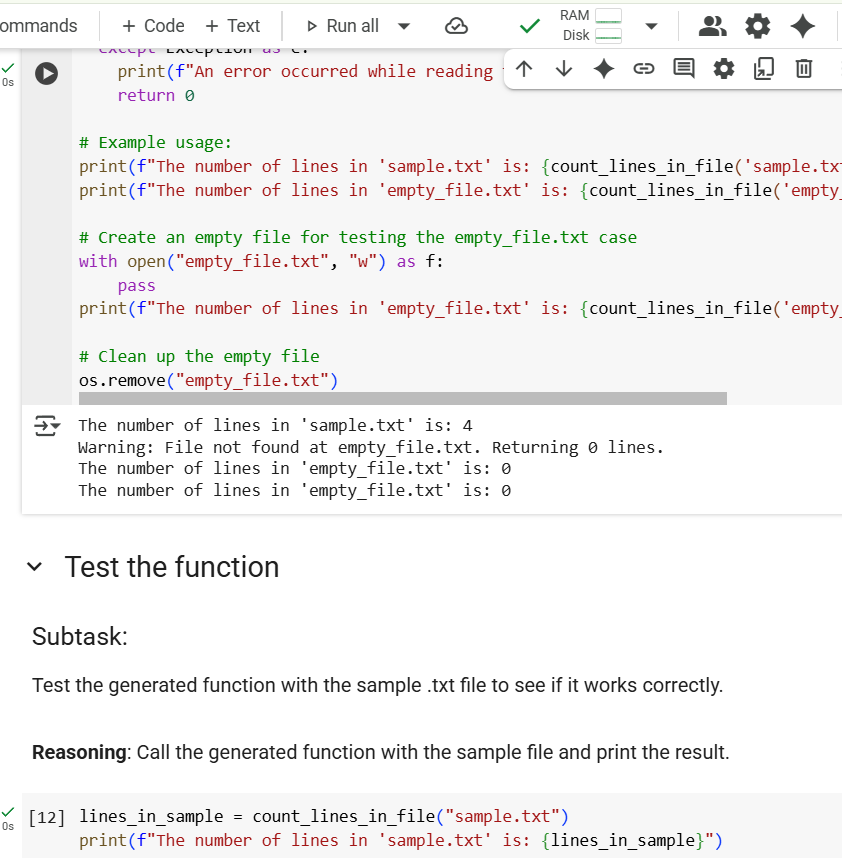 ommands + Code + Text Run all RAM
Disk
except Exception as e:
0s
print(f"An error occurred while reading
return 0
# Example usage:
print(f"The number of lines in 'sample.txt' is: {count_lines_in_file('sample.tx
print(f"The number of lines in 'empty_file.txt' is: {count_lines_in_file('empty_
# Create an empty file for testing the empty_file.txt case
with open("empty_file.txt", "w") as f:
pass
print(f"The number of lines in 'empty_file.txt' is: {count_lines_in_file('empty_
# Clean up the empty file
os.remove("empty_file.txt")
The number of lines in 'sample.txt' is: 4
Warning: File not found at empty_file.txt. Returning 0 lines.
The number of lines in 'empty_file.txt' is: 0
The number of lines in 'empty_file.txt' is: 0
Test the function
Subtask:
Test the generated function with the sample .txt file to see if it works correctly.
Reasoning: Call the generated function with the sample file and print the result.
[12] lines_in_sample = count_lines_in_file("sample.txt")
0s
print(f"The number of lines in 'sample.txt' is: {lines_in_sample}")